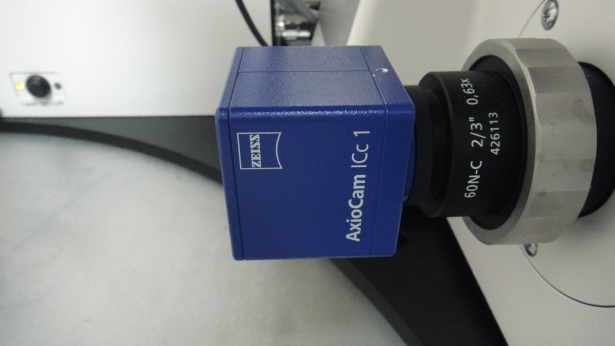 ZEISS
AxioCam ICc 1
60N-C 2/3" 0,63x
426113